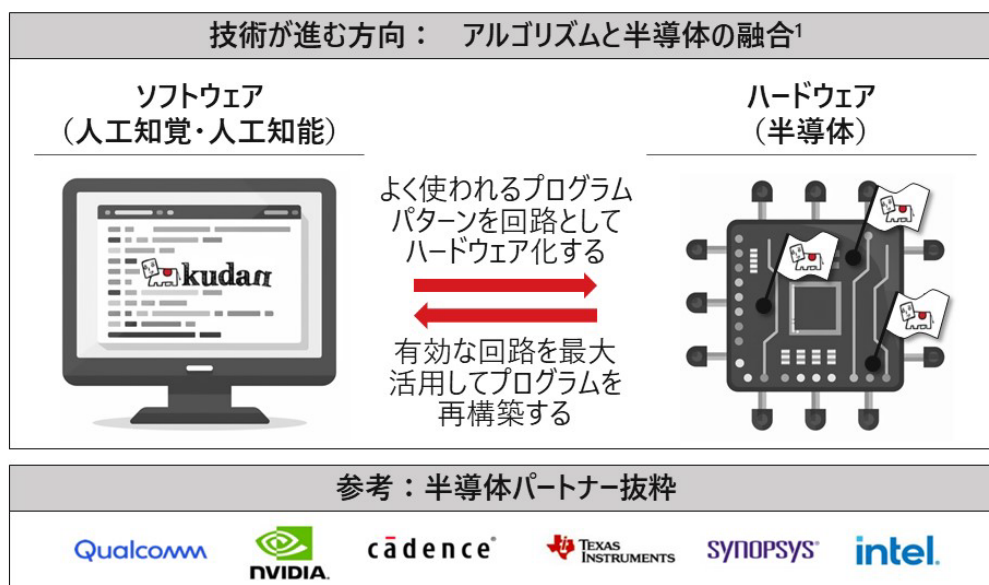 技術が進む方向： アルゴリズムと半導体の融合¹
ソフトウェア
（人工知覚・人工知能）
ハードウェア
（半導体）
よく使われるプログラム
パターンを回路として
ハードウェア化する
kudan
有効な回路を最大
活用してプログラムを
再構築する
参考：半導体パートナー抜粋
Qualcomm
NVIDIA.
cādence®
TEXAS
INSTRUMENTS
SYNOPSYS®
intel.